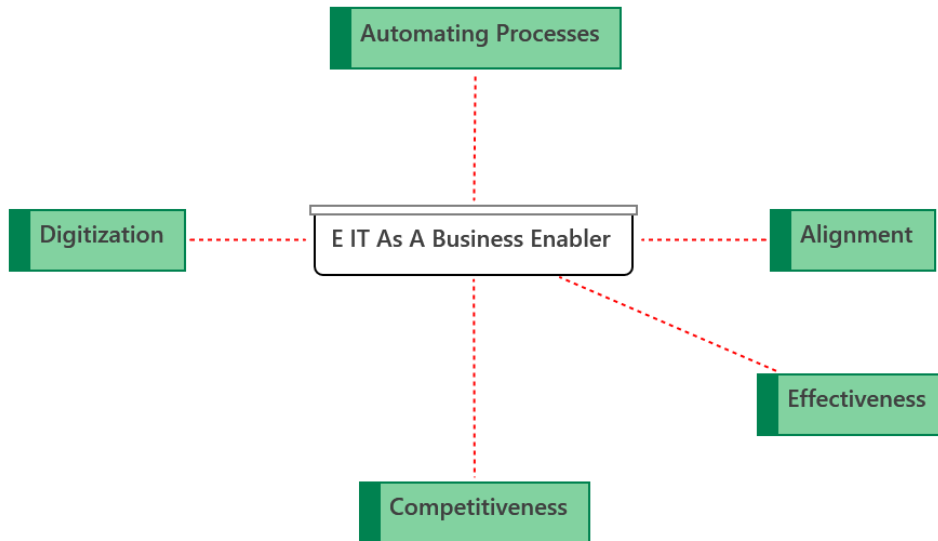 Automating Processes
Digitization
E IT As A Business Enabler
Alignment
Effectiveness
Competitiveness